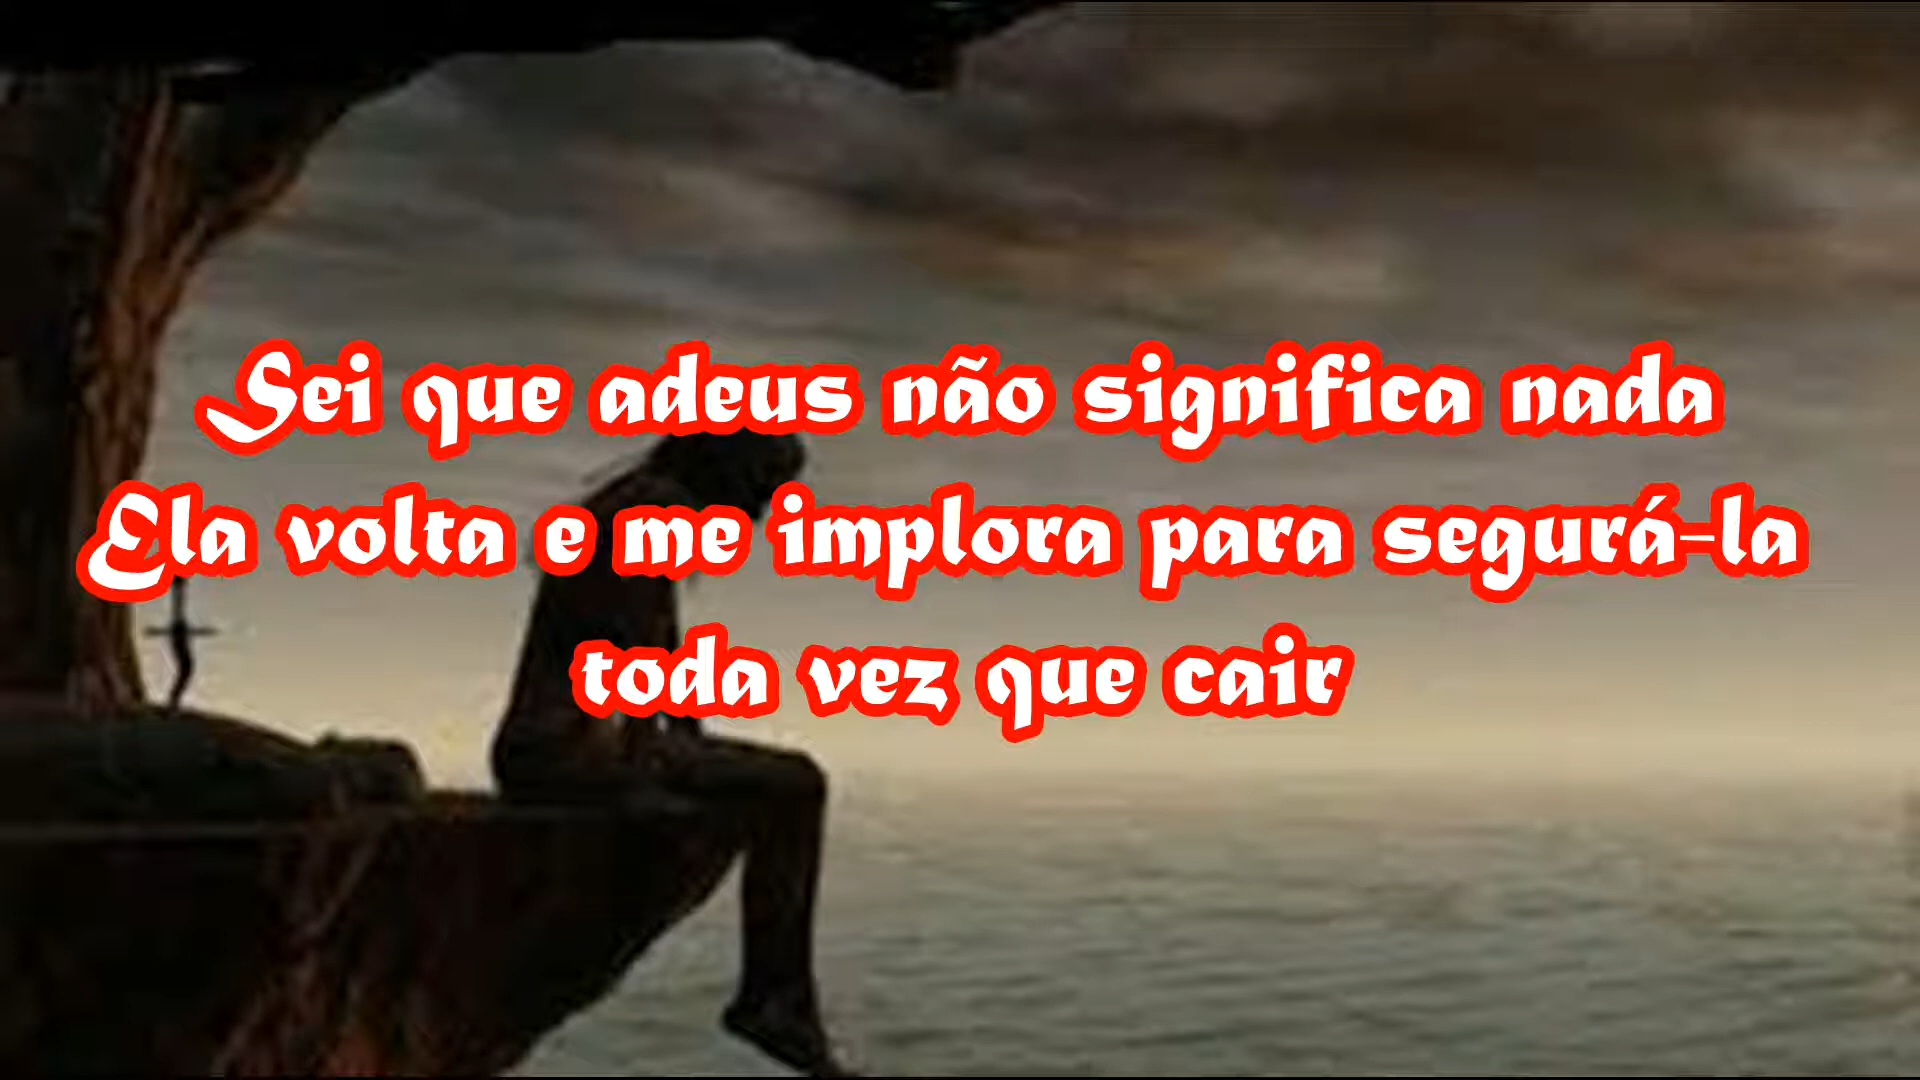 Sei que adeus não significa nada
Ela volta e me implora para segurá-la
toda vez que cair